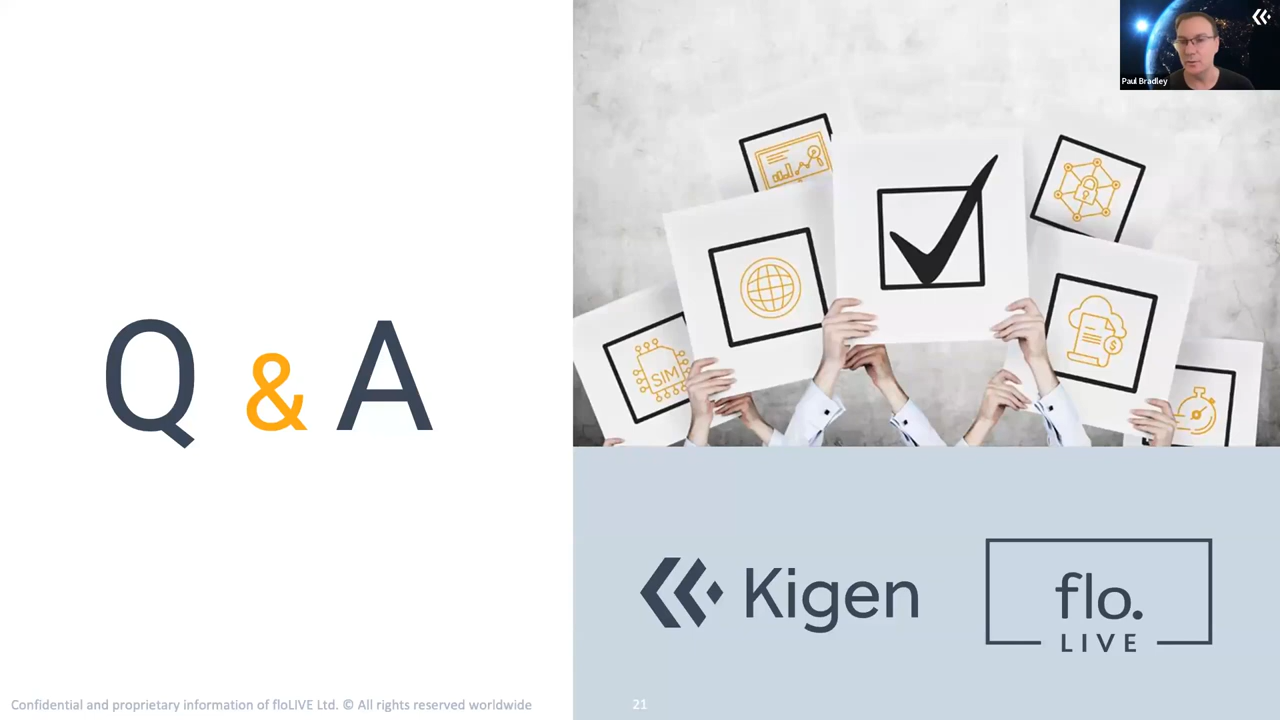 Paul Bradley
Q & A
SIM
$
Kigen
flo.
LIVE
Confidential and proprietary information of floLIVE Ltd. © All rights reserved worldwide
21